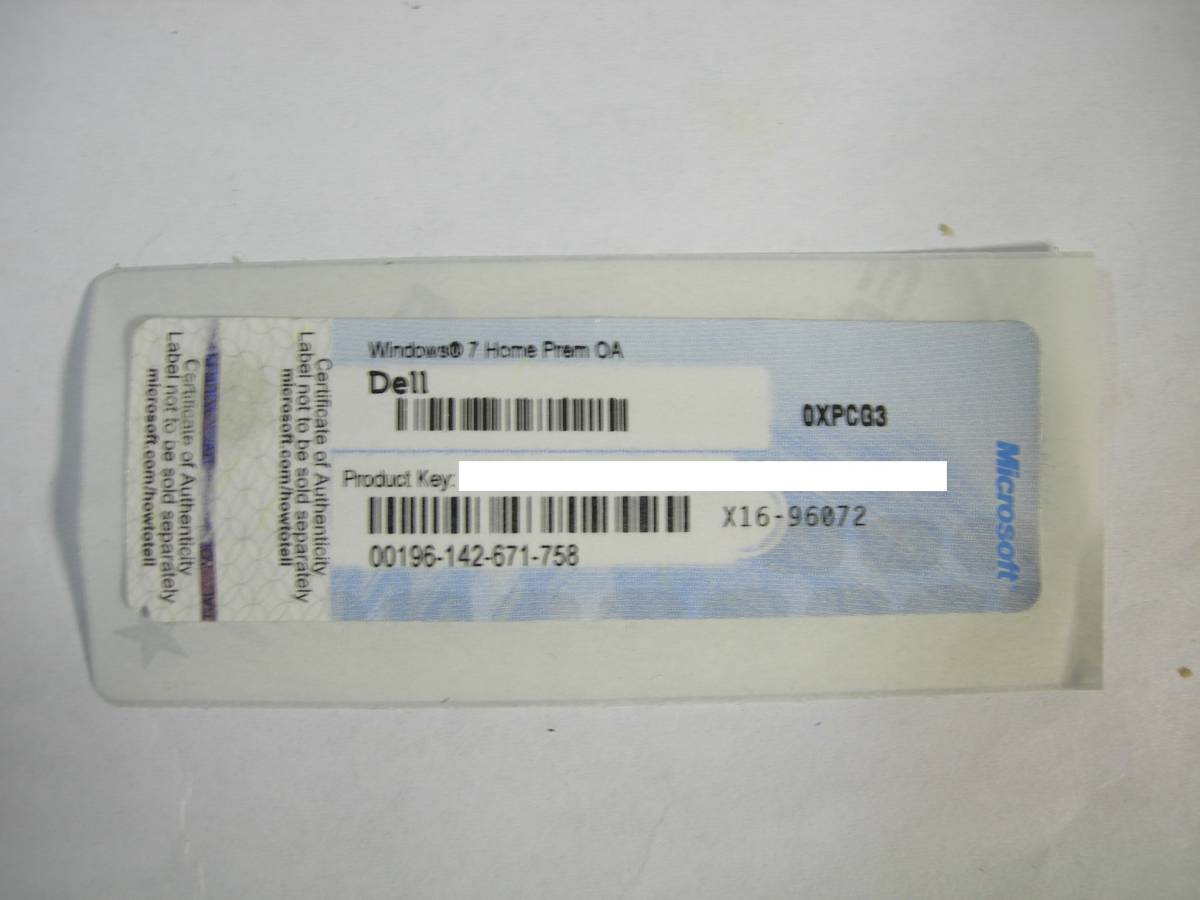 Windows® 7 Home Prem OA
Dell
0XPCG3
Product Key:
X16-96072
00196-142-671-758
Microsoft
Certificate of Authenticity
Label not to be sold separately
microsoft.com/howtotell
Certificate of Authenticity
Label not to be sold separately
microsoft.com/howtotell